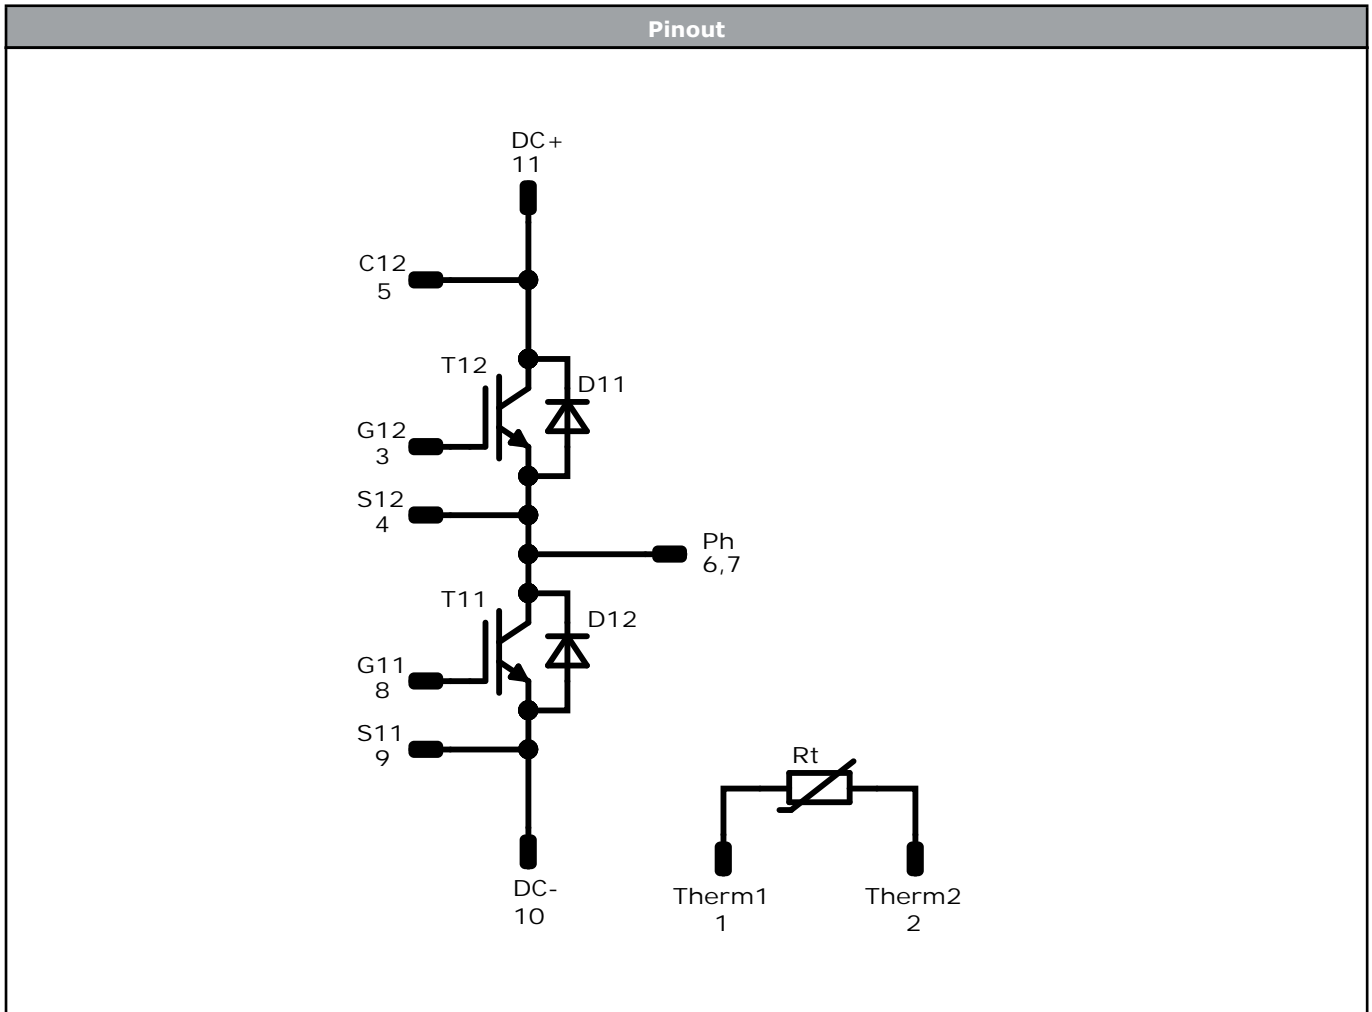 Pinout
DC+
11
C12
5
T12
D11
G12
3
S12
4
Ph
6,7
T11
D12
G11
8
S11
9
Rt
DC-
10
Therm1
1
Therm2
2